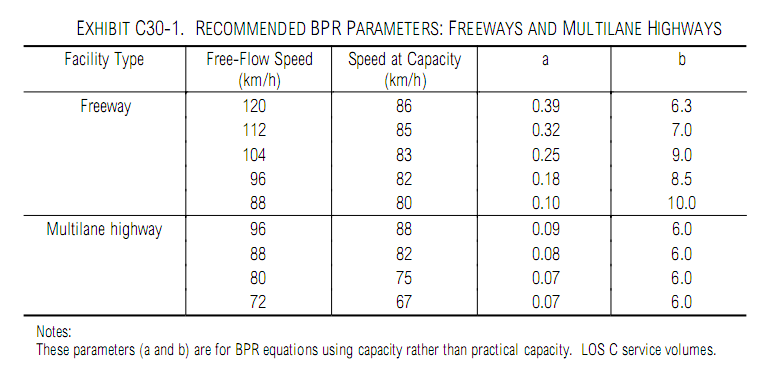 EXHIBIT C30-1. RECOMMENDED BPR PARAMETERS: FREEWAYS AND MULTILANE HIGHWAYS
Facility Type Free-Flow Speed (km/h) Speed at Capacity (km/h) a b
Freeway 120 86 0.39 6.3
112 85 0.32 7.0
104 83 0.25 9.0
96 82 0.18 8.5
88 80 0.10 10.0
Multilane highway 96 88 0.09 6.0
88 82 0.08 6.0
80 75 0.07 6.0
72 67 0.07 6.0
Notes:
These parameters (a and b) are for BPR equations using capacity rather than practical capacity. LOS C service volumes.